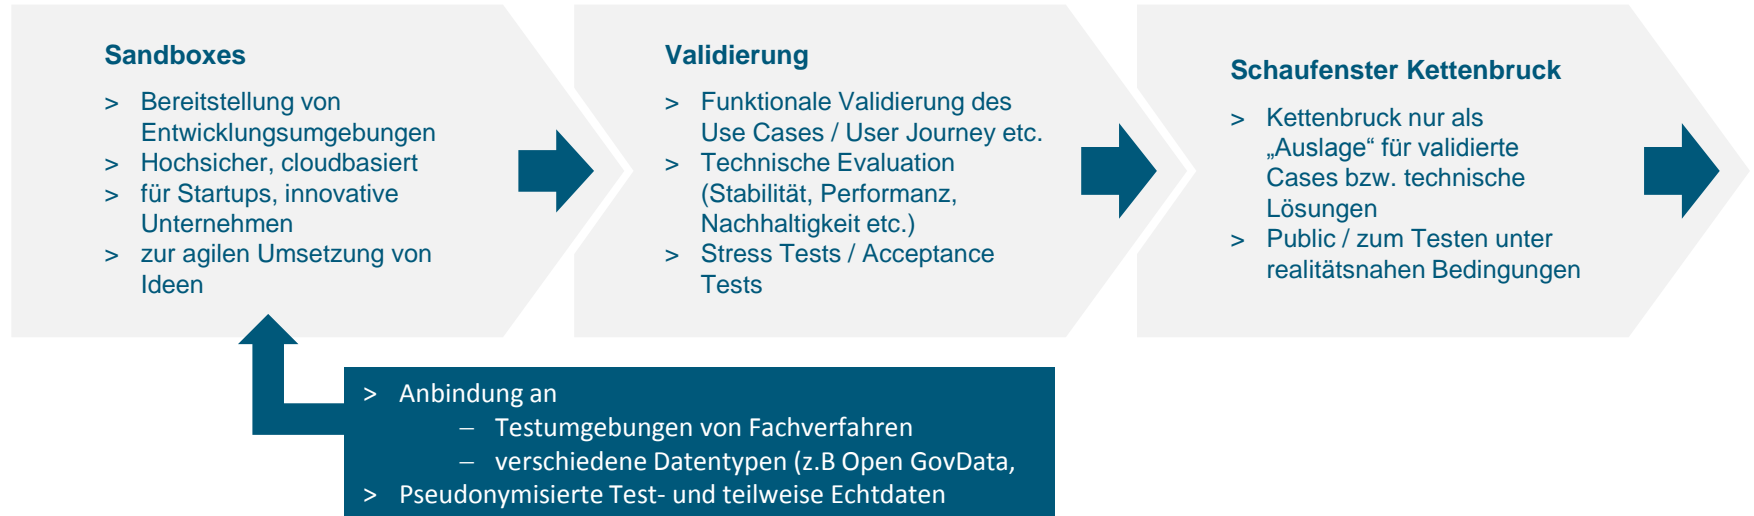 Sandboxes
> Bereitstellung von
Entwicklungsumgebungen
> Hochsicher, cloudbasiert
> für Startups, innovative
Unternehmen
> zur agilen Umsetzung von
Ideen
Validierung
> Funktionale Validierung des
Use Cases / User Journey etc.
> Technische Evaluation
(Stabilität, Performanz,
Nachhaltigkeit etc.)
> Stress Tests / Acceptance
Tests
Schaufenster Kettenbruck
> Kettenbruck nur als
„Auslage“ für validierte
Cases bzw. technische
Lösungen
> Public / zum Testen unter
realitätsnahen Bedingungen
> Anbindung an
– Testumgebungen von Fachverfahren
– verschiedene Datentypen (z.B Open GovData,
> Pseudonymisierte Test- und teilweise Echtdaten